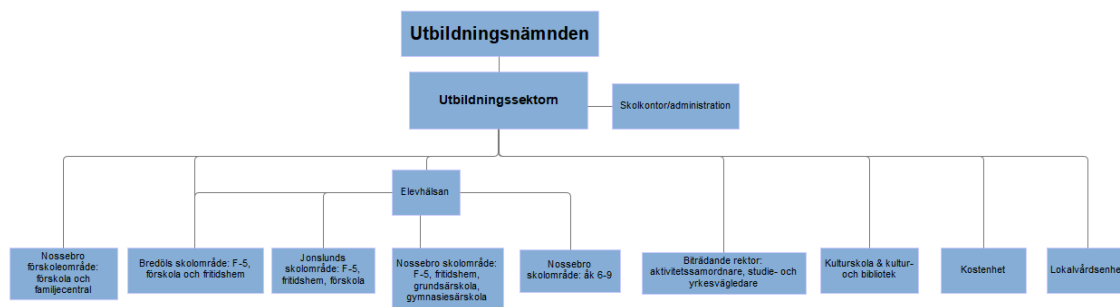 Utbildningsnämnden
Utbildningssektorn
Skolkontor/administration
Elevhälsan
Nossebro
förskoleområde:
förskola och
familjecentral
Bredöls skolområde: F-5,
förskola och fritidshem
Jonslunds
skolområde: F-5,
fritidshem, förskola
Nossebro skolområde:
F-5, fritidshem,
grundsärskola,
gymnasiesärskola
Nossebro
skolområde: åk 6-9
Biträdande rektor:
aktivitetssamordnare, studie- och
yrkesvägledare
Kulturskola & kultur-
och bibliotek
Kostenhet
Lokalvårdsenhet